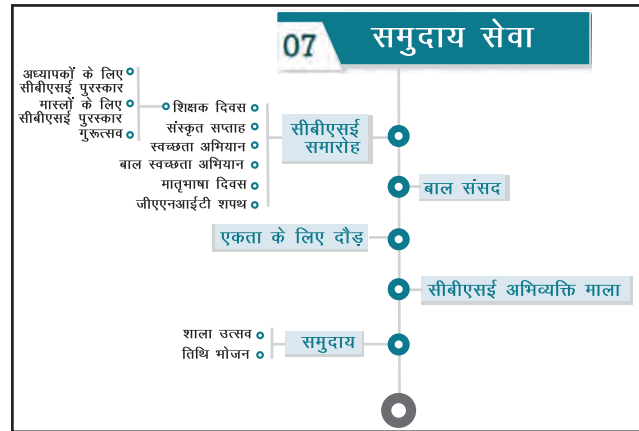 07
समुदाय सेवा
अध्यापकों के लिए
सीबीएसई पुरस्कार
मास्लों के लिए
सीबीएसई पुरस्कार
गुरूत्सव
शिक्षक दिवस
संस्कृत सप्ताह
स्वच्छता अभियान
बाल स्वच्छता अभियान
मातृभाषा दिवस
जीएएनआईटी शपथ
सीबीएसई
समारोह
बाल संसद
एकता के लिए दौड़
सीबीएसई अभिव्यक्ति माला
शाला उत्सव
तिथि भोजन
समुदाय